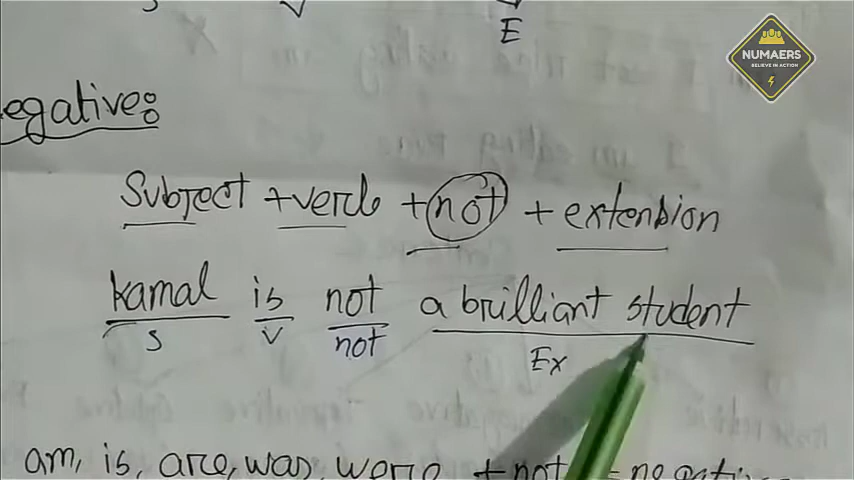 S V E
NUMAERS
BELIEVE IN ACTION
egative:
Subject + verb + not + extension
Kamal is not a brilliant student
S V not Ex
am, is, are, was, were + not = negative